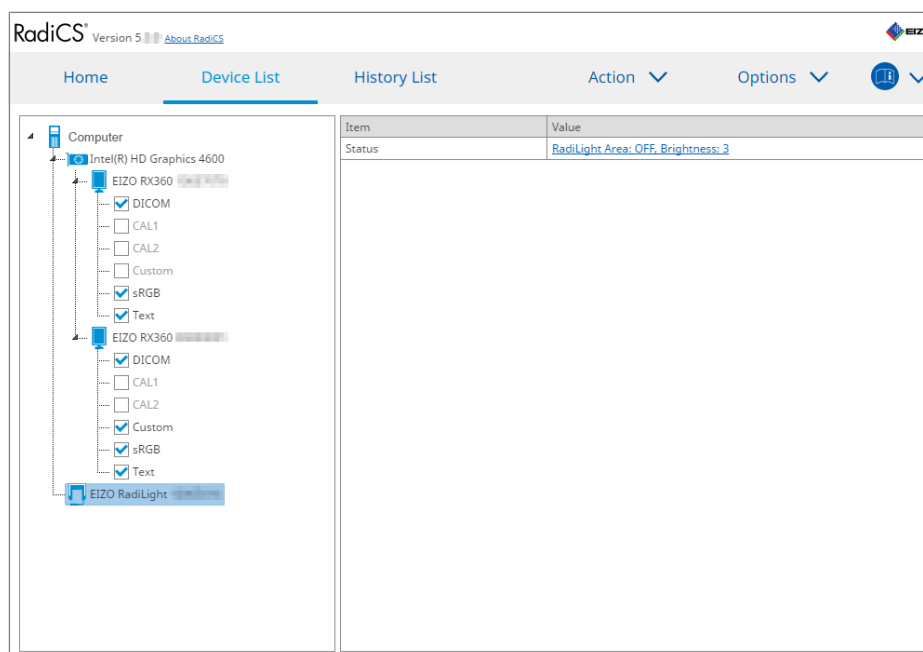 RadiCS® Version 5. About RadiCS EIZ
Home Device List History List Action Options
Computer
Intel(R) HD Graphics 4600
EIZO RX360
DICOM
CAL1
CAL2
Custom
sRGB
Text
EIZO RX360
DICOM
CAL1
CAL2
Custom
sRGB
Text
EIZO RadiLight
Item Value
Status RadiLight Area: OFF, Brightness: 3